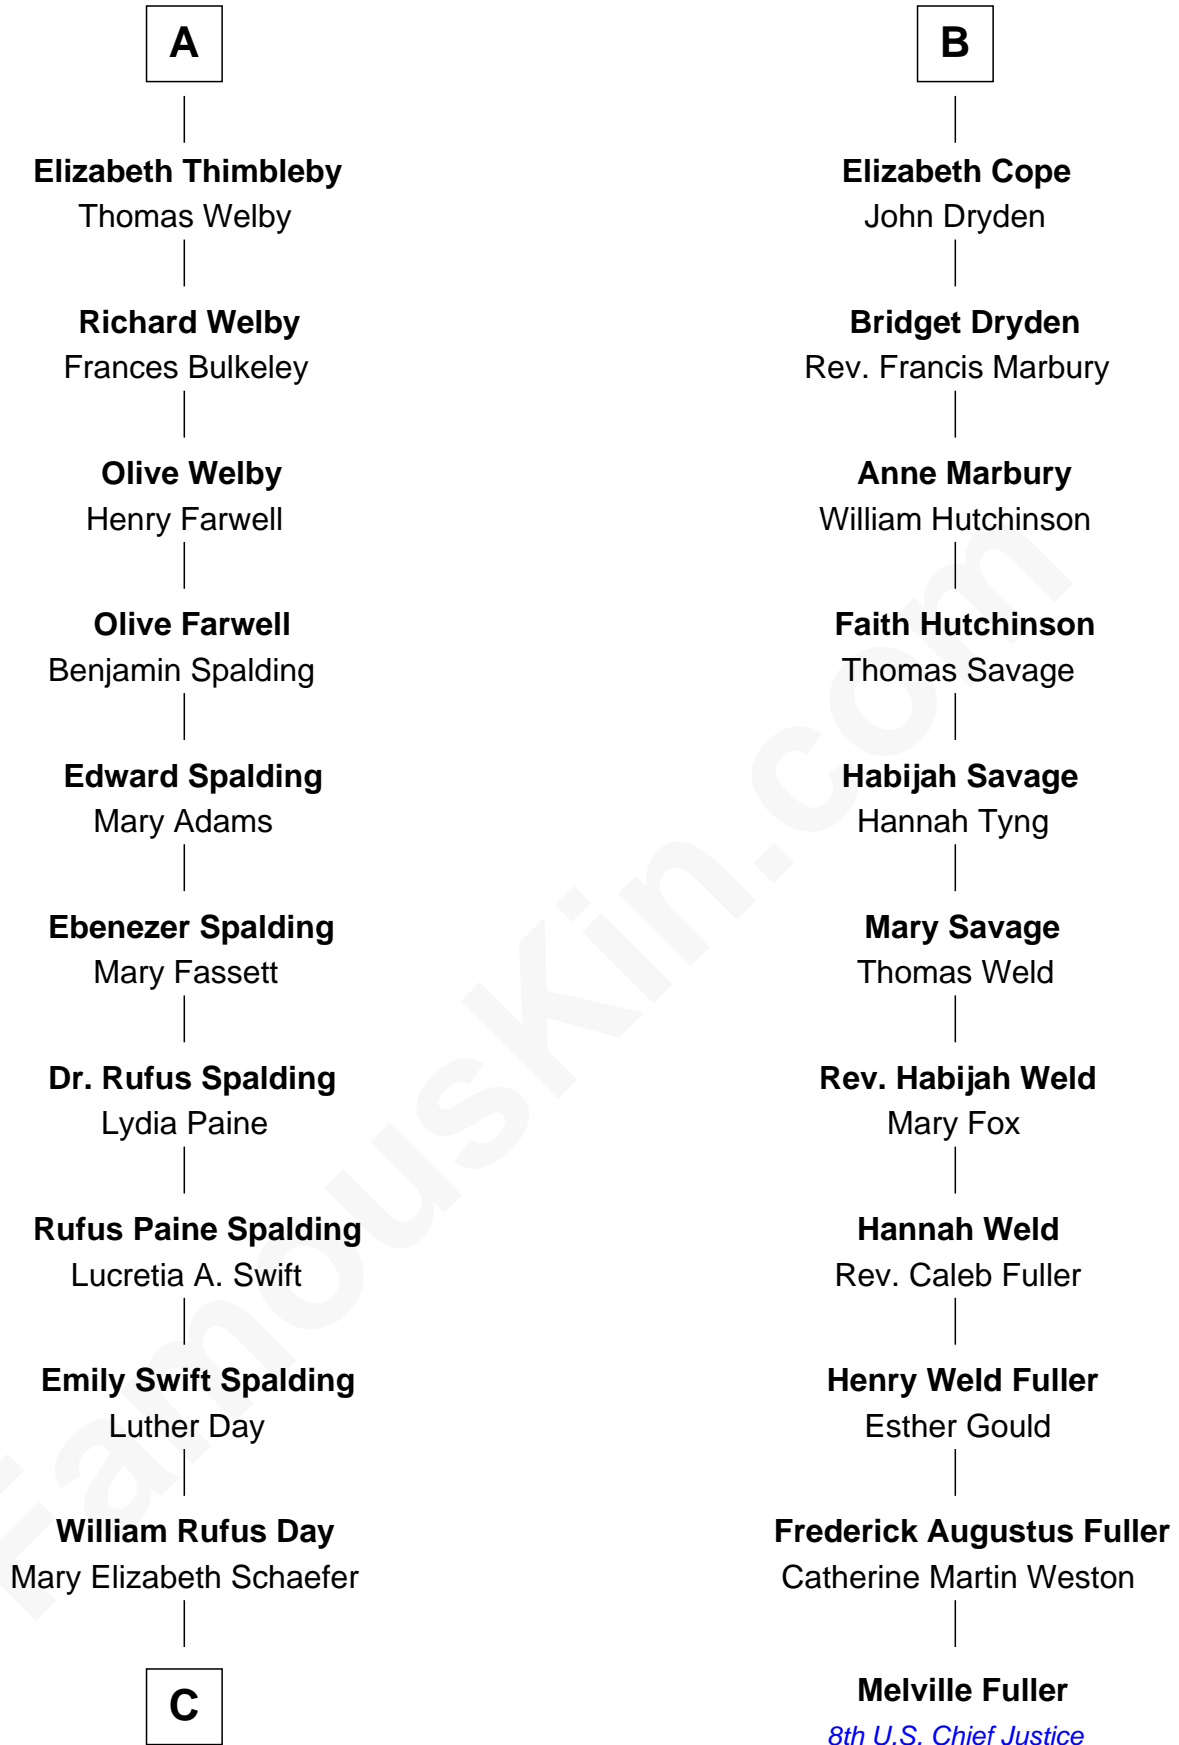 A
Elizabeth Thimbleby
Thomas Welby
Richard Welby
Frances Bulkeley
Olive Welby
Henry Farwell
Olive Farwell
Benjamin Spalding
Edward Spalding
Mary Adams
Ebenezer Spalding
Mary Fassett
Dr. Rufus Spalding
Lydia Paine
Rufus Paine Spalding
Lucretia A. Swift
Emily Swift Spalding
Luther Day
William Rufus Day
Mary Elizabeth Schaefer
C
B
Elizabeth Cope
John Dryden
Bridget Dryden
Rev. Francis Marbury
Anne Marbury
William Hutchinson
Faith Hutchinson
Thomas Savage
Habijah Savage
Hannah Tyng
Mary Savage
Thomas Weld
Rev. Habijah Weld
Mary Fox
Hannah Weld
Rev. Caleb Fuller
Henry Weld Fuller
Esther Gould
Frederick Augustus Fuller
Catherine Martin Weston
Melville Fuller
8th U.S. Chief Justice
FamousKin.com